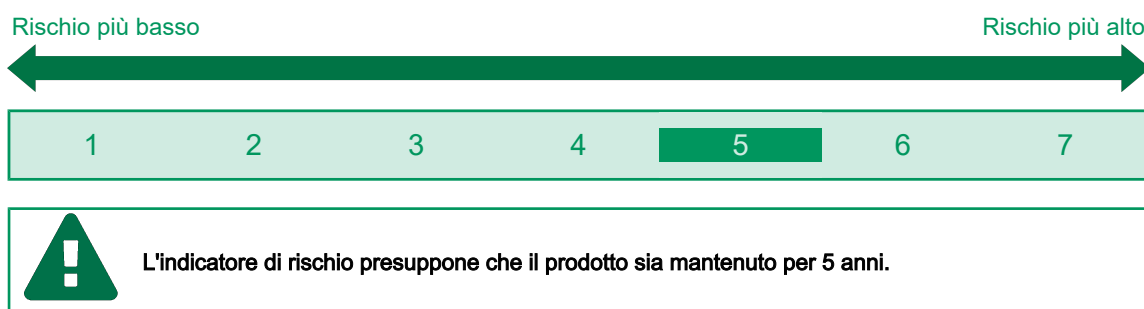 Rischio più basso Rischio più alto
1 2 3 4 5 6 7
L'indicatore di rischio presuppone che il prodotto sia mantenuto per 5 anni.